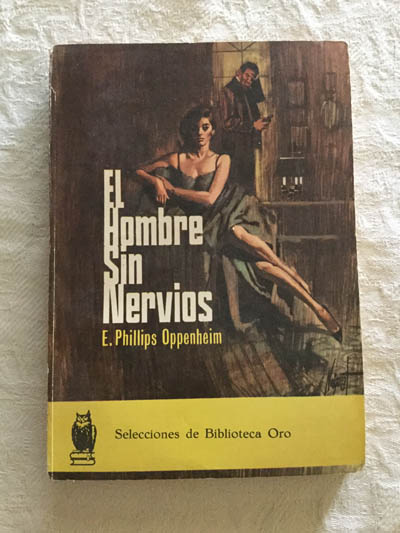 El
Hombre
Sin
Nervios
E. Phillips Oppenheim
Selecciones de Biblioteca Oro